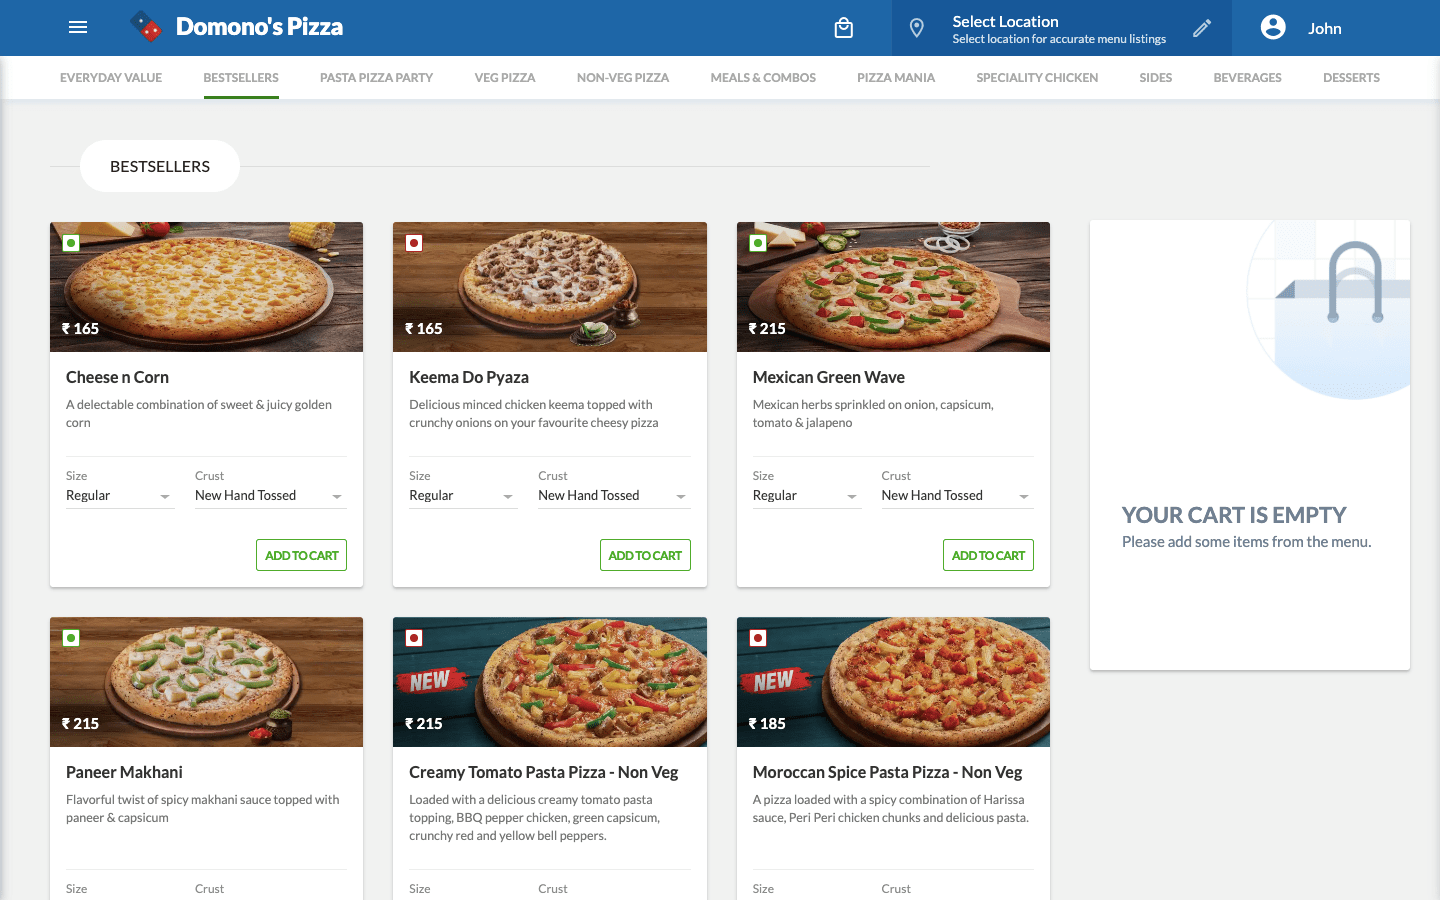 Domono's Pizza
Select Location
Select location for accurate menu listings
John
EVERYDAY VALUE
BESTSELLERS
PASTA PIZZA PARTY
VEG PIZZA
NON-VEG PIZZA
MEALS & COMBOS
PIZZA MANIA
SPECIALITY CHICKEN
SIDES
BEVERAGES
DESSERTS
BESTSELLERS
₹ 165
Cheese n Corn
A delectable combination of sweet & juicy golden
corn
Size
Crust
Regular
New Hand Tossed
ADD TO CART
₹ 165
Keema Do Pyaza
Delicious minced chicken keema topped with
crunchy onions on your favourite cheesy pizza
Size
Crust
Regular
New Hand Tossed
ADD TO CART
₹ 215
Mexican Green Wave
Mexican herbs sprinkled on onion, capsicum,
tomato & jalapeno
Size
Crust
Regular
New Hand Tossed
ADD TO CART
YOUR CART IS EMPTY
Please add some items from the menu.
₹ 215
Paneer Makhani
Flavorful twist of spicy makhani sauce topped with
paneer & capsicum
Size
Crust
NEW
₹ 215
Creamy Tomato Pasta Pizza - Non Veg
Loaded with a delicious creamy tomato pasta
topping, BBQ pepper chicken, green capsicum,
crunchy red and yellow bell peppers.
Size
Crust
NEW
₹ 185
Moroccan Spice Pasta Pizza - Non Veg
A pizza loaded with a spicy combination of Harissa
sauce, Peri Peri chicken chunks and delicious pasta.
Size
Crust